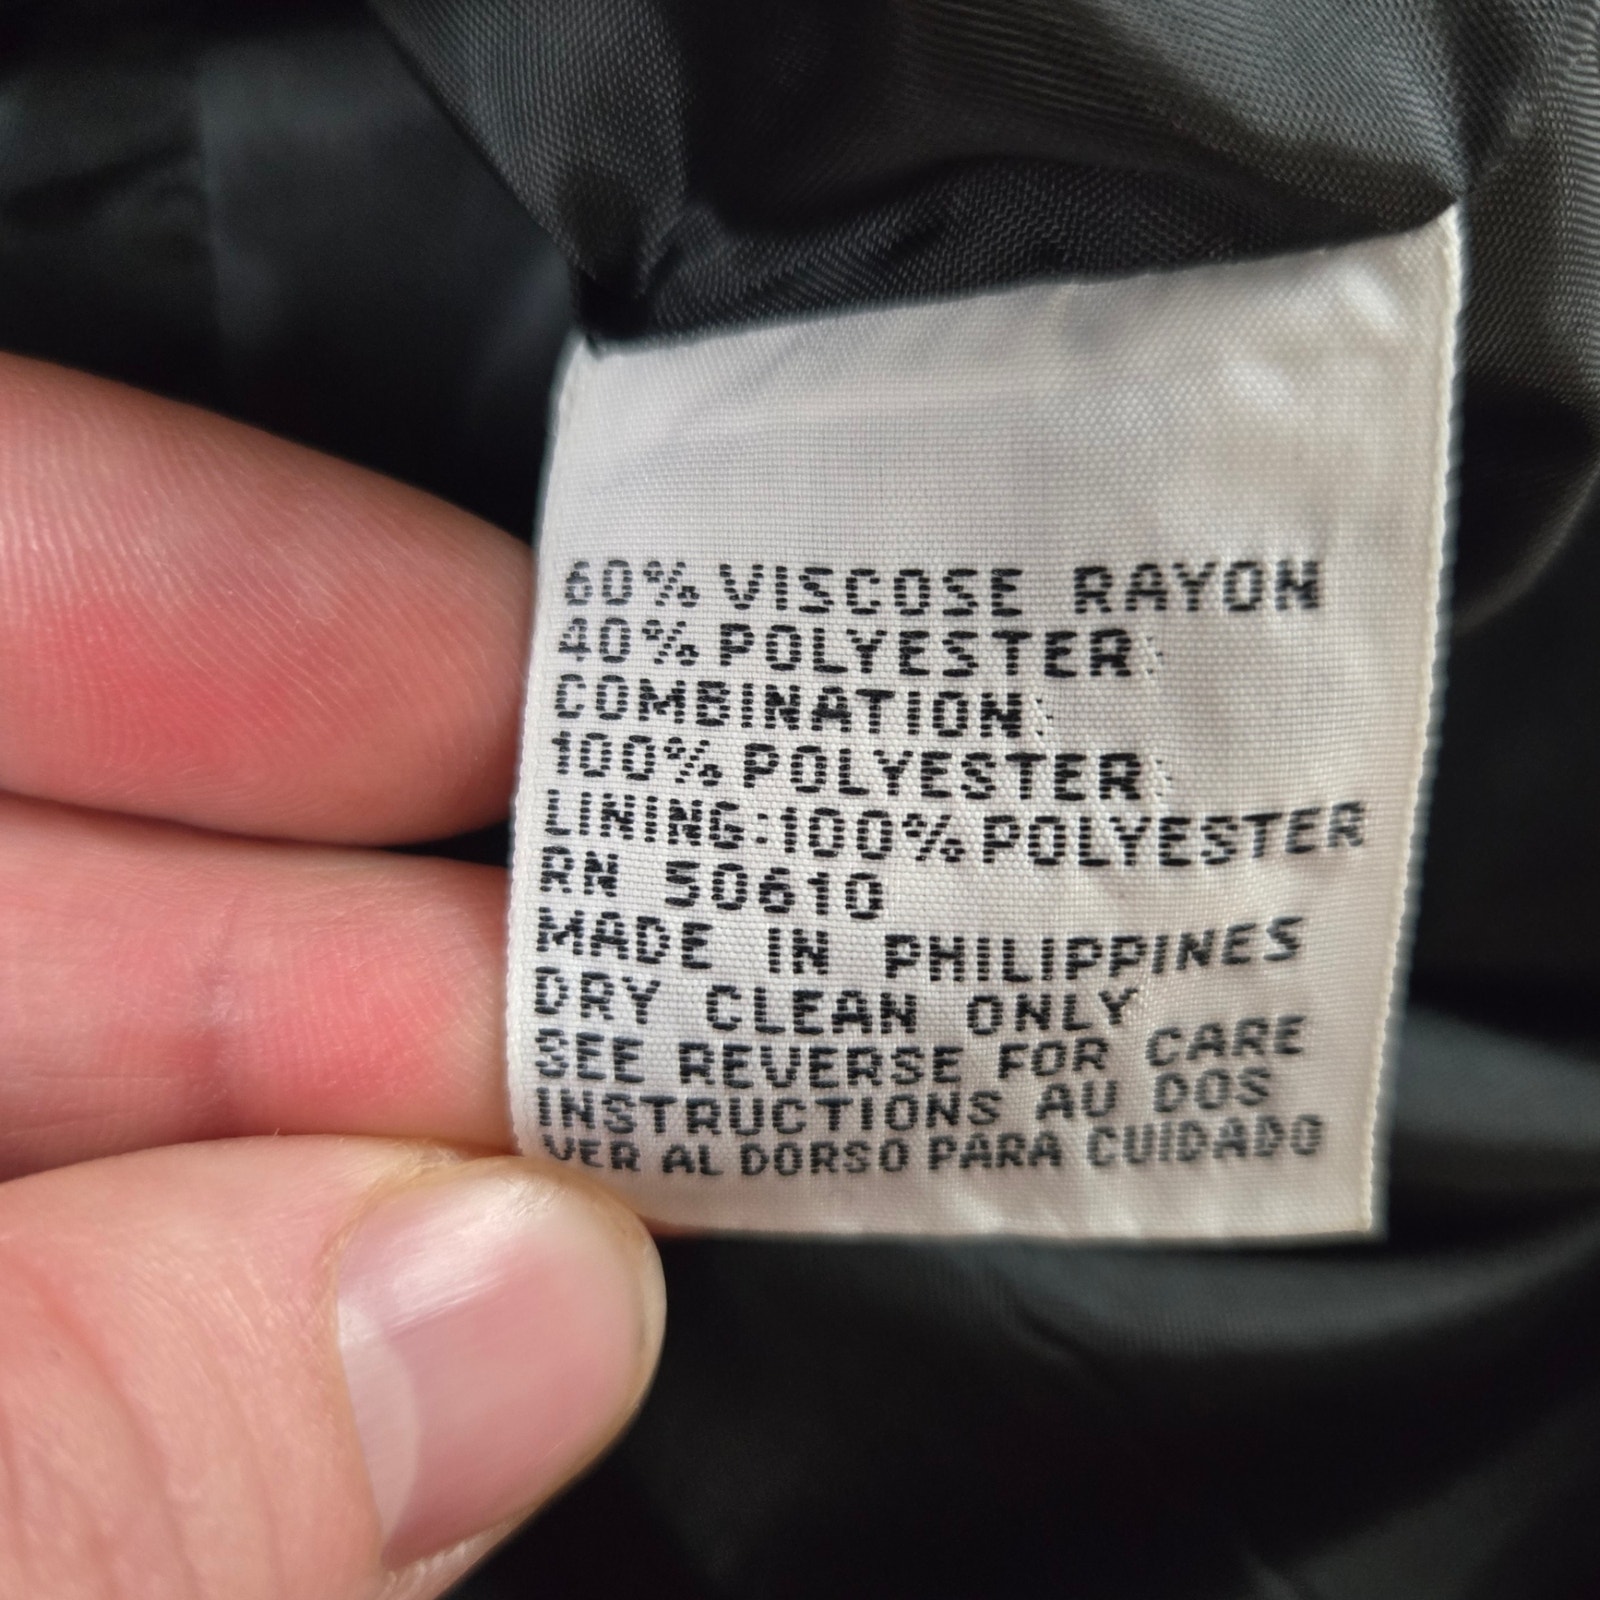 60% VISCOSE RAYON
40% POLYESTER:
COMBINATION:
100% POLYESTER:
LINING:100% POLYESTER
RN 50610
MADE IN PHILIPPINES
DRY CLEAN ONLY
SEE REVERSE FOR CARE
INSTRUCTIONS AU DOS
VER AL DORSO PARA CUIDADO